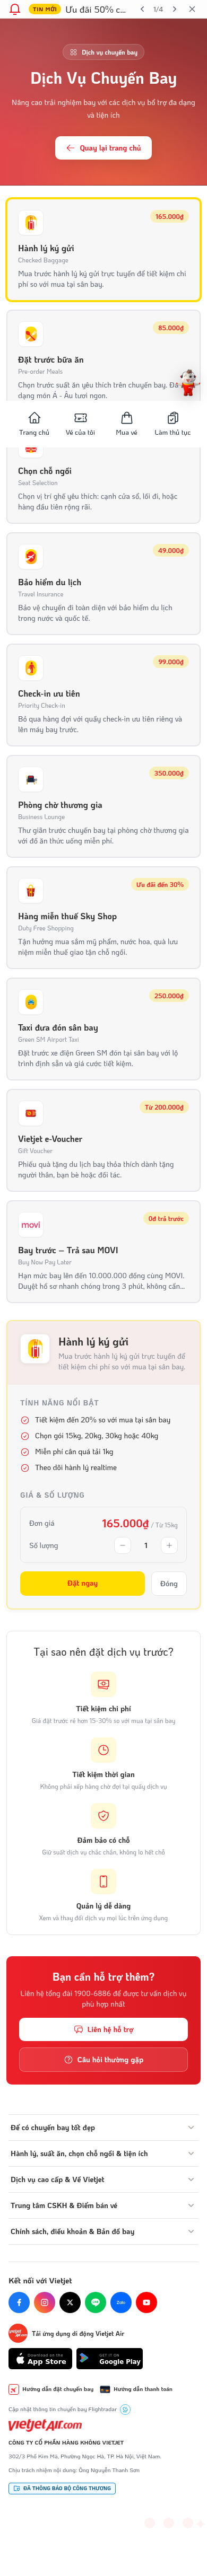 TIN MỚI Ưu đãi 50% c... 1/4
Dịch vụ chuyến bay
Dịch Vụ Chuyến Bay
Nâng cao trải nghiệm bay với các dịch vụ bổ trợ đa dạng
và tiện ích
Quay lại trang chủ
165.000₫
Hành lý ký gửi
Checked Baggage
Mua trước hành lý ký gửi trực tuyến để tiết kiệm chi
phí so với mua tại sân bay.
85.000₫
Đặt trước bữa ăn
Pre-order Meals
Chọn trước suất ăn yêu thích trên chuyến bay.
dạng món Á - Âu tươi ngon.
Trang chủ
Vé của tôi
Mua vé
Làm thủ tục
Chọn chỗ ngồi
Seat Selection
Chọn vị trí ghế yêu thích: cạnh cửa sổ, lối đi, hoặc
hàng đầu tiên rộng rãi.
49.000₫
Bảo hiểm du lịch
Travel Insurance
Bảo vệ chuyến đi toàn diện với bảo hiểm du lịch
trong nước và quốc tế.
99.000₫
Check-in ưu tiên
Priority Check-in
Bỏ qua hàng đợi với quầy check-in ưu tiên riêng và
lên máy bay trước.
350.000₫
Phòng chờ thương gia
Business Lounge
Thư giãn trước chuyến bay tại phòng chờ thương gia
với đồ ăn thức uống miễn phí.
Ưu đãi đến 30%
Hàng miễn thuế Sky Shop
Duty Free Shopping
Tận hưởng mua sắm mỹ phẩm, nước hoa, quà lưu
niệm miễn thuế giao tận chỗ ngồi.
250.000₫
Taxi đưa đón sân bay
Green SM Airport Taxi
Đặt trước xe điện Green SM đón tại sân bay với lộ
trình định sẵn và giá cước tiết kiệm.
Từ 200.000₫
Vietjet e-Voucher
Gift Voucher
Phiếu quà tặng du lịch bay thỏa thích dành tặng
người thân, bạn bè hoặc đối tác.
movi
0đ trả trước
Bay trước – Trả sau MOVI
Buy Now Pay Later
Hạn mức bay lên đến 10.000.000đ cùng MOVI.
Duyệt hồ sơ nhanh chóng trong 3 phút, không cần...
Hành lý ký gửi
Mua trước hành lý ký gửi trực tuyến để
tiết kiệm chi phí so với mua tại sân bay.
TÍNH NĂNG NỔI BẬT
Tiết kiệm đến 20% so với mua tại sân bay
Chọn gói 15kg, 20kg, 30kg hoặc 40kg
Miễn phí cân quá tải 1kg
Theo dõi hành lý realtime
GIÁ & SỐ LƯỢNG
Đơn giá 165.000₫ / Từ 15kg
Số lượng − 1 +
Đặt ngay
Đóng
Tại sao nên đặt dịch vụ trước?
Tiết kiệm chi phí
Giá đặt trước rẻ hơn 15-30% so với mua tại sân bay
Tiết kiệm thời gian
Không phải xếp hàng chờ đợi tại quầy dịch vụ
Đảm bảo có chỗ
Giữ suất dịch vụ chắc chắn, không lo hết chỗ
Quản lý dễ dàng
Xem và thay đổi dịch vụ mọi lúc trên ứng dụng
Bạn cần hỗ trợ thêm?
Liên hệ tổng đài 1900-6886 để được tư vấn dịch vụ
phù hợp nhất
Liên hệ hỗ trợ
Câu hỏi thường gặp
Để có chuyến bay tốt đẹp
Hành lý, suất ăn, chọn chỗ ngồi & tiện ích
Dịch vụ cao cấp & Về Vietjet
Trung tâm CSKH & Điểm bán vé
Chính sách, điều khoản & Bản đồ bay
Kết nối với Vietjet
Zalo
Tải ứng dụng di động Vietjet Air
Download on the
App Store
GET IT ON
Google Play
Hướng dẫn đặt chuyến bay
Hướng dẫn thanh toán
Cập nhật thông tin chuyến bay Flightradar
vietjetAir.com
CÔNG TY CỔ PHẦN HÀNG KHÔNG VIETJET
302/3 Phố Kim Mã, Phường Ngọc Hà, TP. Hà Nội, Việt Nam.
Chịu trách nhiệm nội dung: Ông Nguyễn Thanh Sơn
ĐÃ THÔNG BÁO BỘ CÔNG THƯƠNG